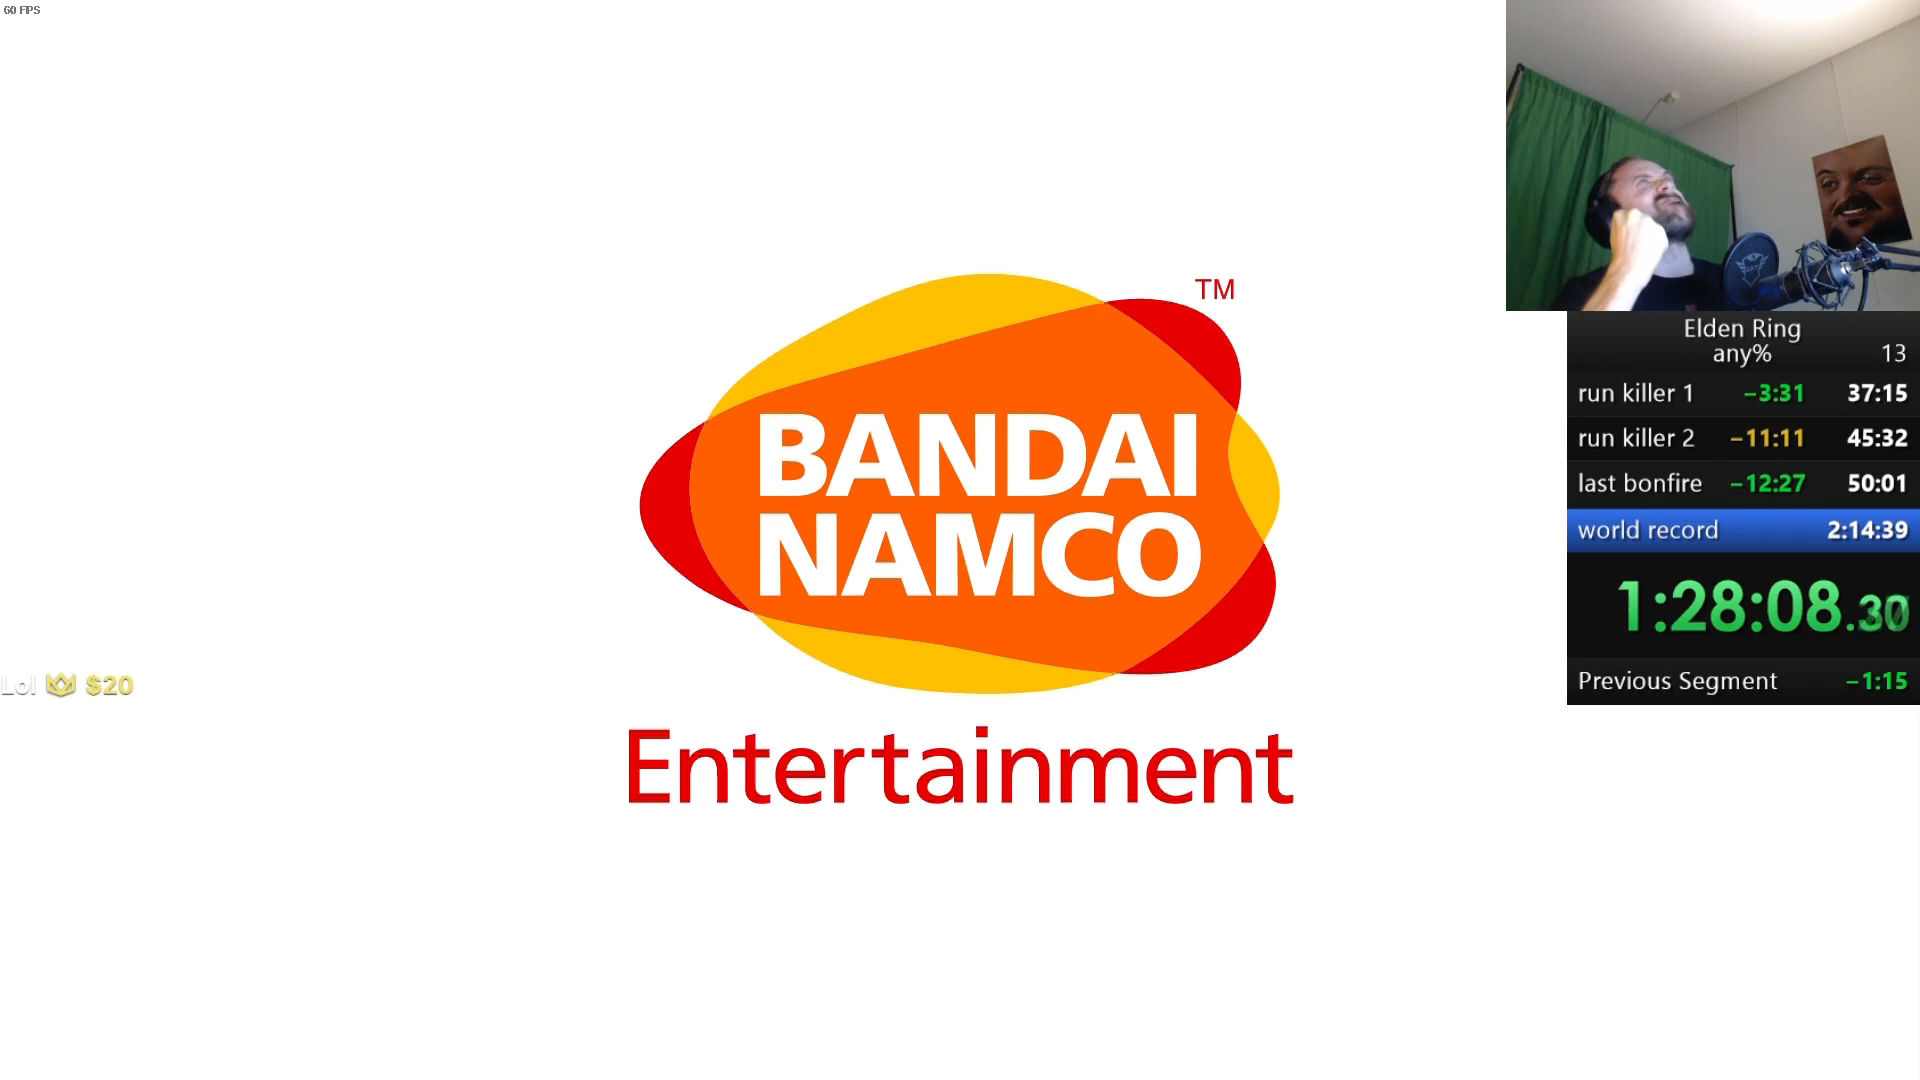 60 FPS
TM
BANDAI
NAMCO
Entertainment
Lol $20
Elden Ring
any% 13
run killer 1 -3:31 37:15
run killer 2 -11:11 45:32
last bonfire -12:27 50:01
world record 2:14:39
1:28:08.30
Previous Segment -1:15